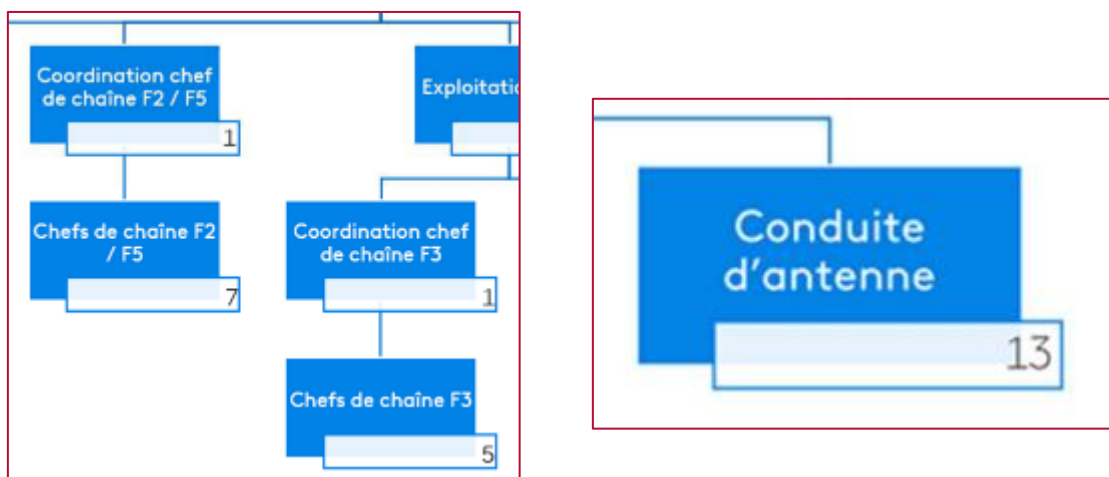 Coordination chef
de chaîne F2 / F5
1
Chefs de chaîne F2
/ F5
7
Coordination chef
de chaîne F3
1
Chefs de chaîne F3
5
Conduite
d'antenne
13